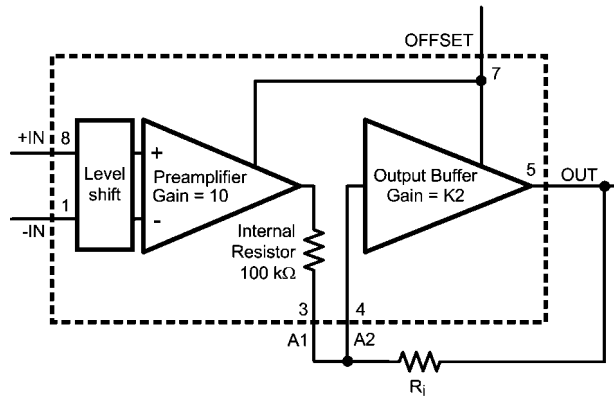 OFFSET
7
+IN
8
Level
shift
+
-
Preamplifier
Gain = 10
1
-IN
Output Buffer
Gain = K2
5
OUT
Internal
Resistor
100 kΩ
3
4
A1
A2
Ri